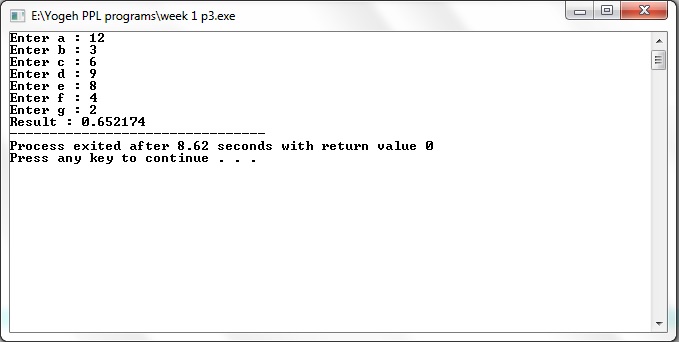 E:\Yogeh PPL programs\week 1 p3.exe
Enter a : 12
Enter b : 3
Enter c : 6
Enter d : 9
Enter e : 8
Enter f : 4
Enter g : 2
Result : 0.652174
--------------------------------
Process exited after 8.62 seconds with return value 0
Press any key to continue . . .